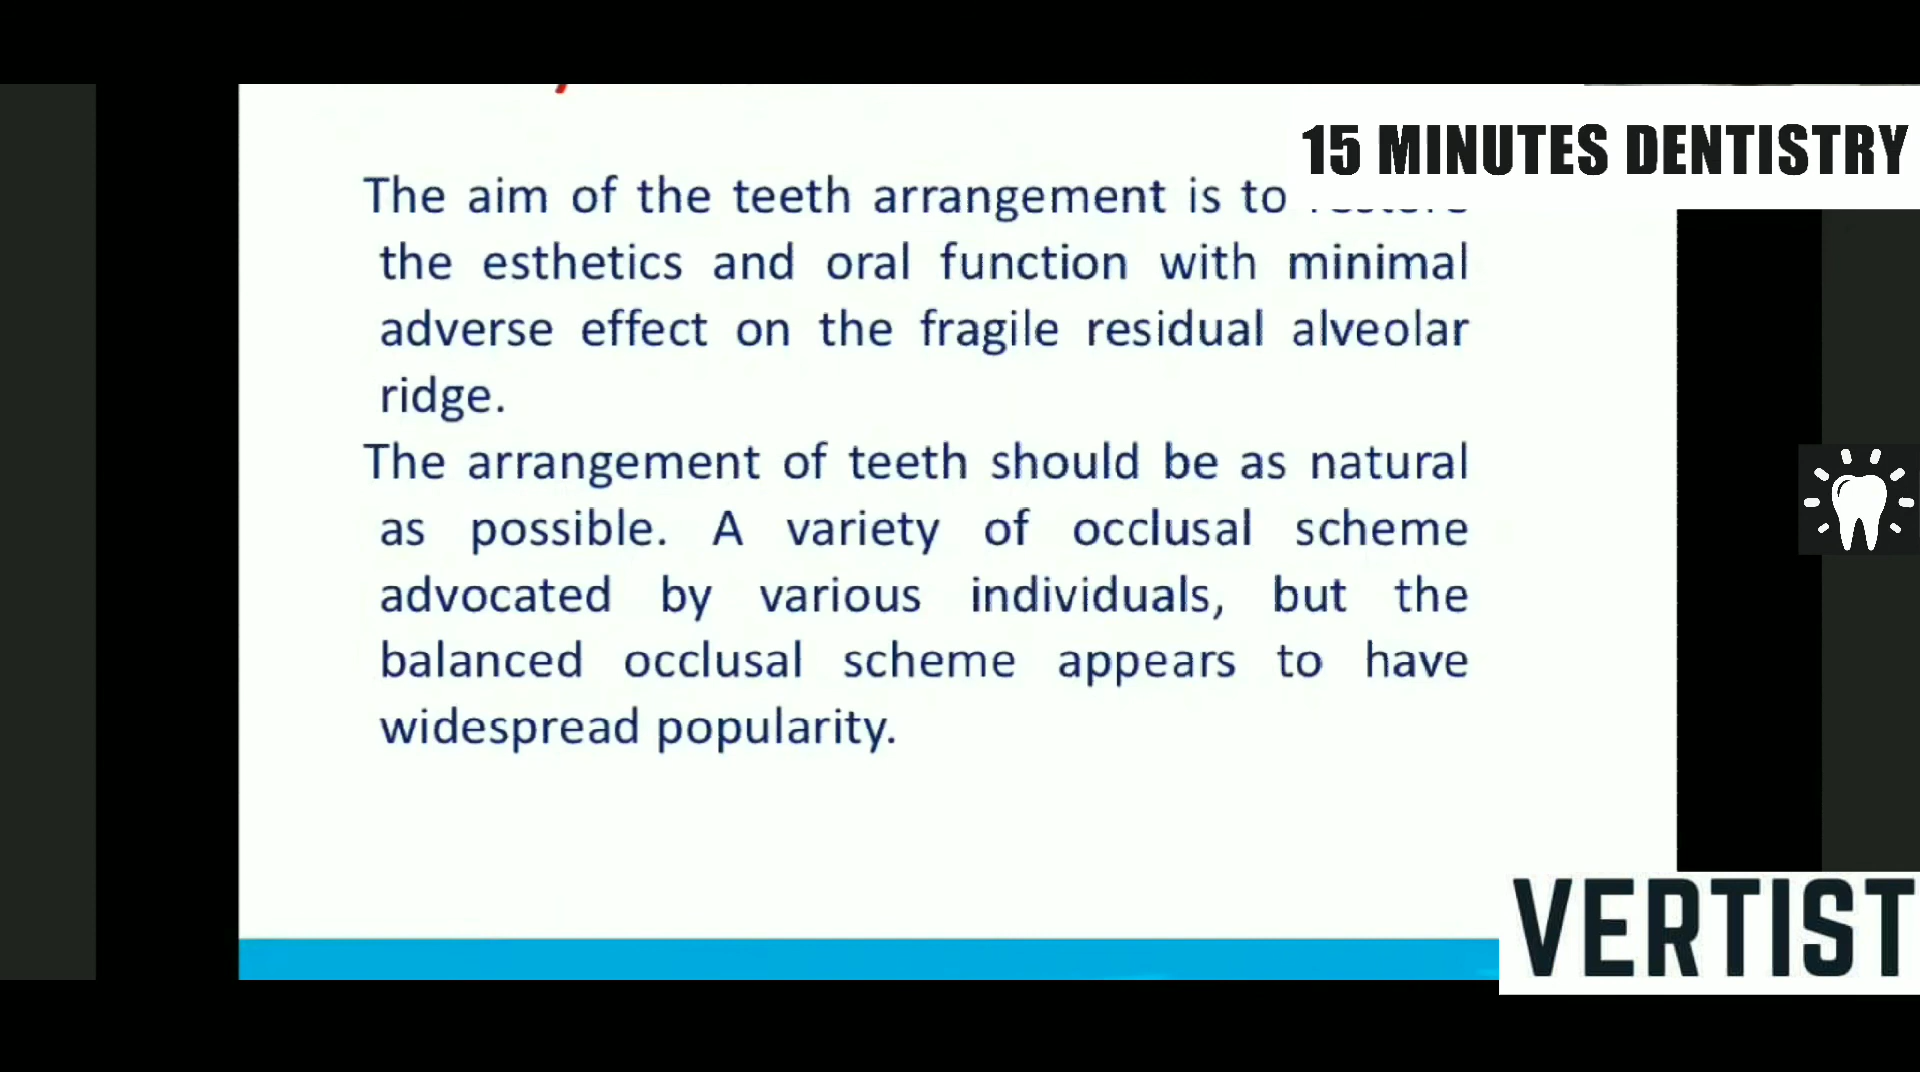 15 MINUTES DENTISTRY
The aim of the teeth arrangement is to
the esthetics and oral function with minimal
adverse effect on the fragile residual alveolar
ridge.
The arrangement of teeth should be as natural
as possible. A variety of occlusal scheme
advocated by various individuals, but the
balanced occlusal scheme appears to have
widespread popularity.
VERTIST